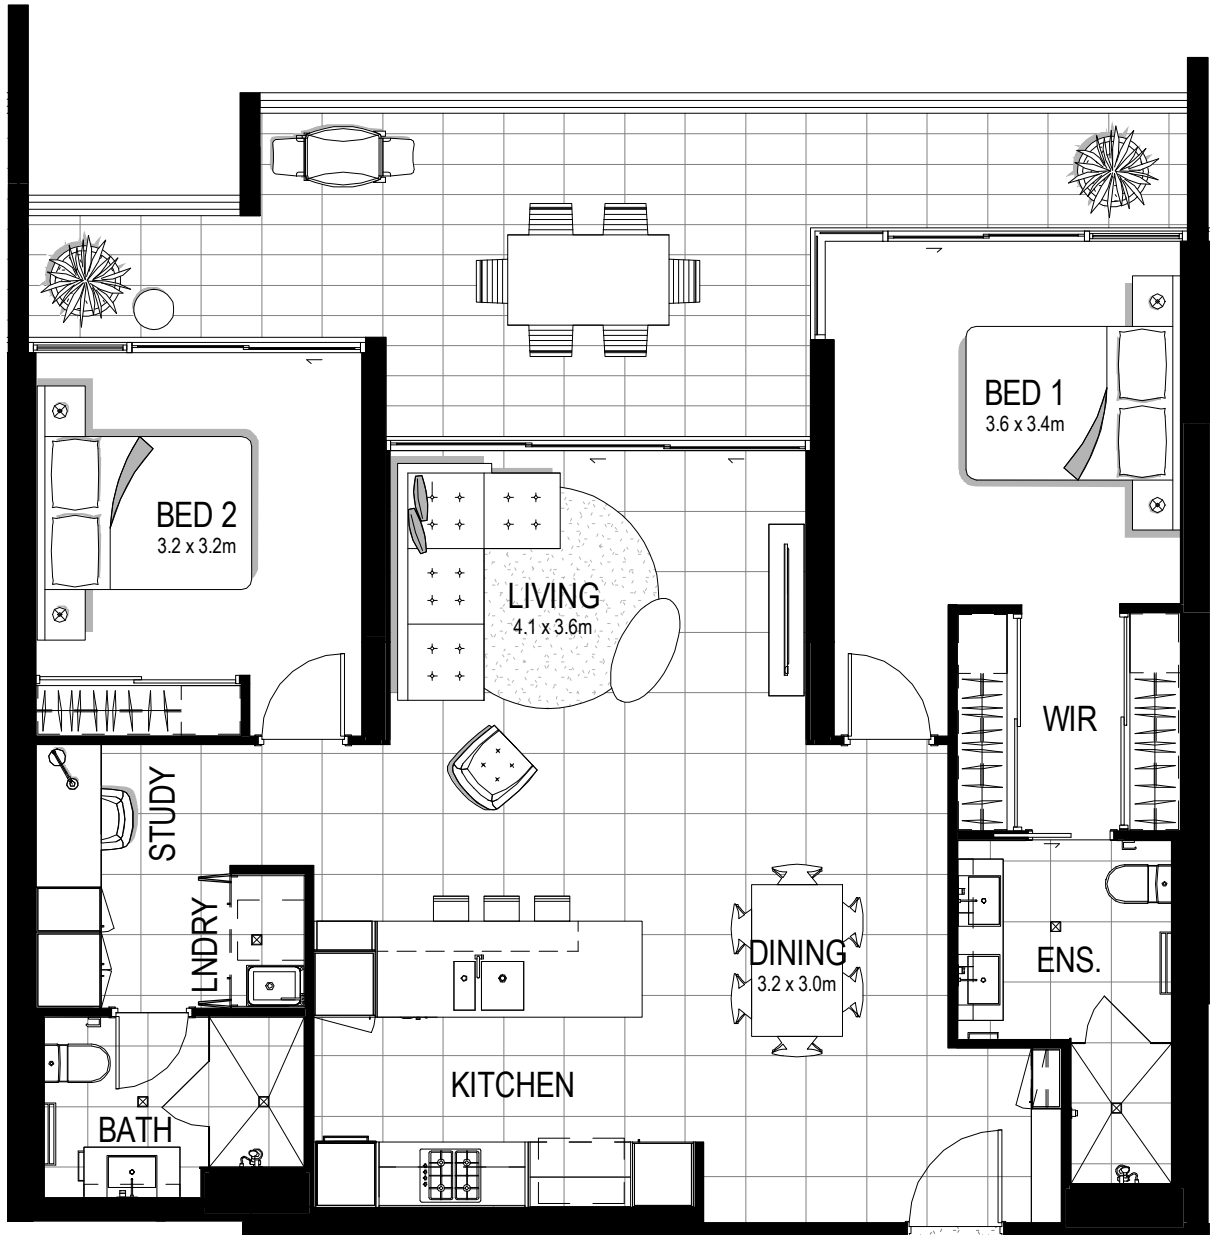 BED 1
3.6 x 3.4m
BED 2
3.2 x 3.2m
LIVING
4.1 x 3.6m
WIR
STUDY
LNDRY
DINING
3.2 x 3.0m
ENS.
KITCHEN
BATH